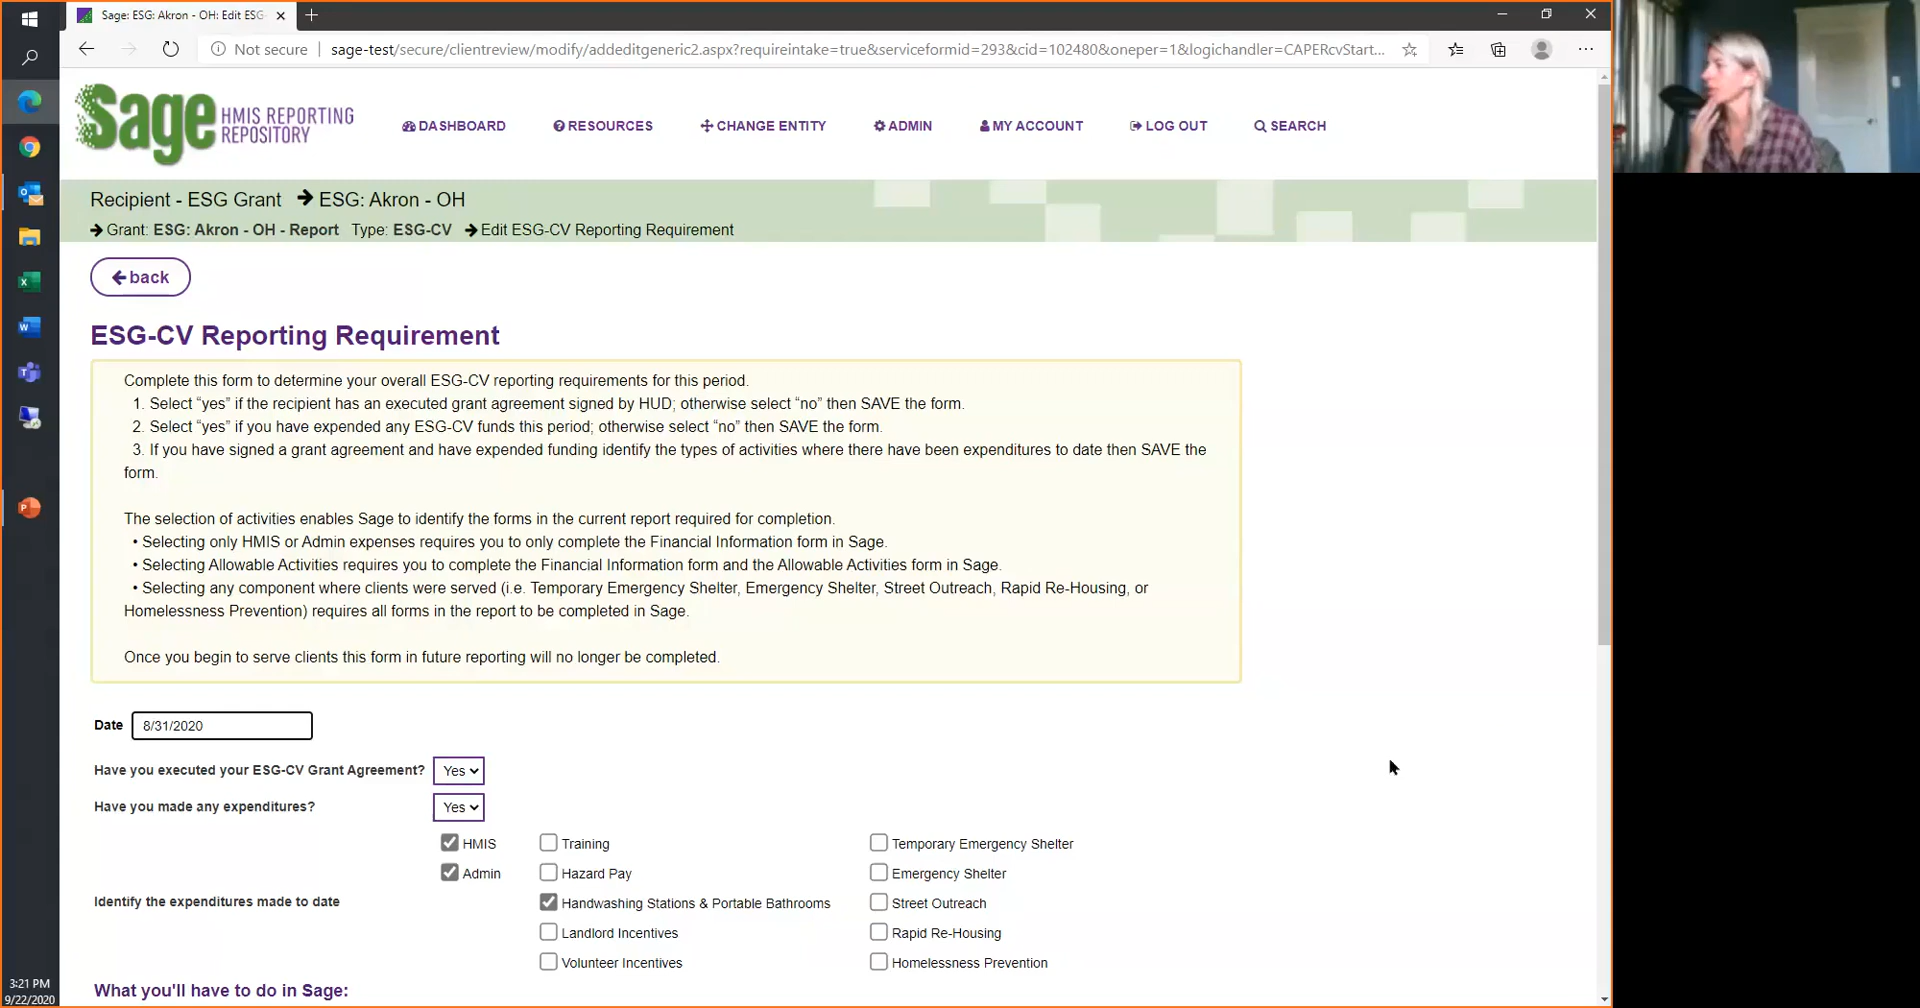 Sage: ESG: Akron - OH: Edit ESG-
Not secure
sage-test/secure/clientreview/modify/addeditgeneric2.aspx?requireintake=true&serviceformid=293&cid=102480&oneper=1&logichandler=CAPERcvStart...
Sage HMIS REPORTING REPOSITORY
DASHBOARD RESOURCES CHANGE ENTITY ADMIN MY ACCOUNT LOG OUT SEARCH
Recipient - ESG Grant ➔ ESG: Akron - OH
➔ Grant: ESG: Akron - OH - Report Type: ESG-CV ➔ Edit ESG-CV Reporting Requirement
back
ESG-CV Reporting Requirement
Complete this form to determine your overall ESG-CV reporting requirements for this period.
1. Select “yes” if the recipient has an executed grant agreement signed by HUD; otherwise select “no” then SAVE the form.
2. Select “yes” if you have expended any ESG-CV funds this period; otherwise select “no” then SAVE the form.
3. If you have signed a grant agreement and have expended funding identify the types of activities where there have been expenditures to date then SAVE the
form.
The selection of activities enables Sage to identify the forms in the current report required for completion.
• Selecting only HMIS or Admin expenses requires you to only complete the Financial Information form in Sage.
• Selecting Allowable Activities requires you to complete the Financial Information form and the Allowable Activities form in Sage.
• Selecting any component where clients were served (i.e. Temporary Emergency Shelter, Emergency Shelter, Street Outreach, Rapid Re-Housing, or
Homelessness Prevention) requires all forms in the report to be completed in Sage.
Once you begin to serve clients this form in future reporting will no longer be completed.
Date 8/31/2020
Have you executed your ESG-CV Grant Agreement? Yes
Have you made any expenditures? Yes
HMIS Training Temporary Emergency Shelter
Admin Hazard Pay Emergency Shelter
Identify the expenditures made to date Handwashing Stations & Portable Bathrooms Street Outreach
Landlord Incentives Rapid Re-Housing
Volunteer Incentives Homelessness Prevention
What you'll have to do in Sage:
3:21 PM
9/22/2020